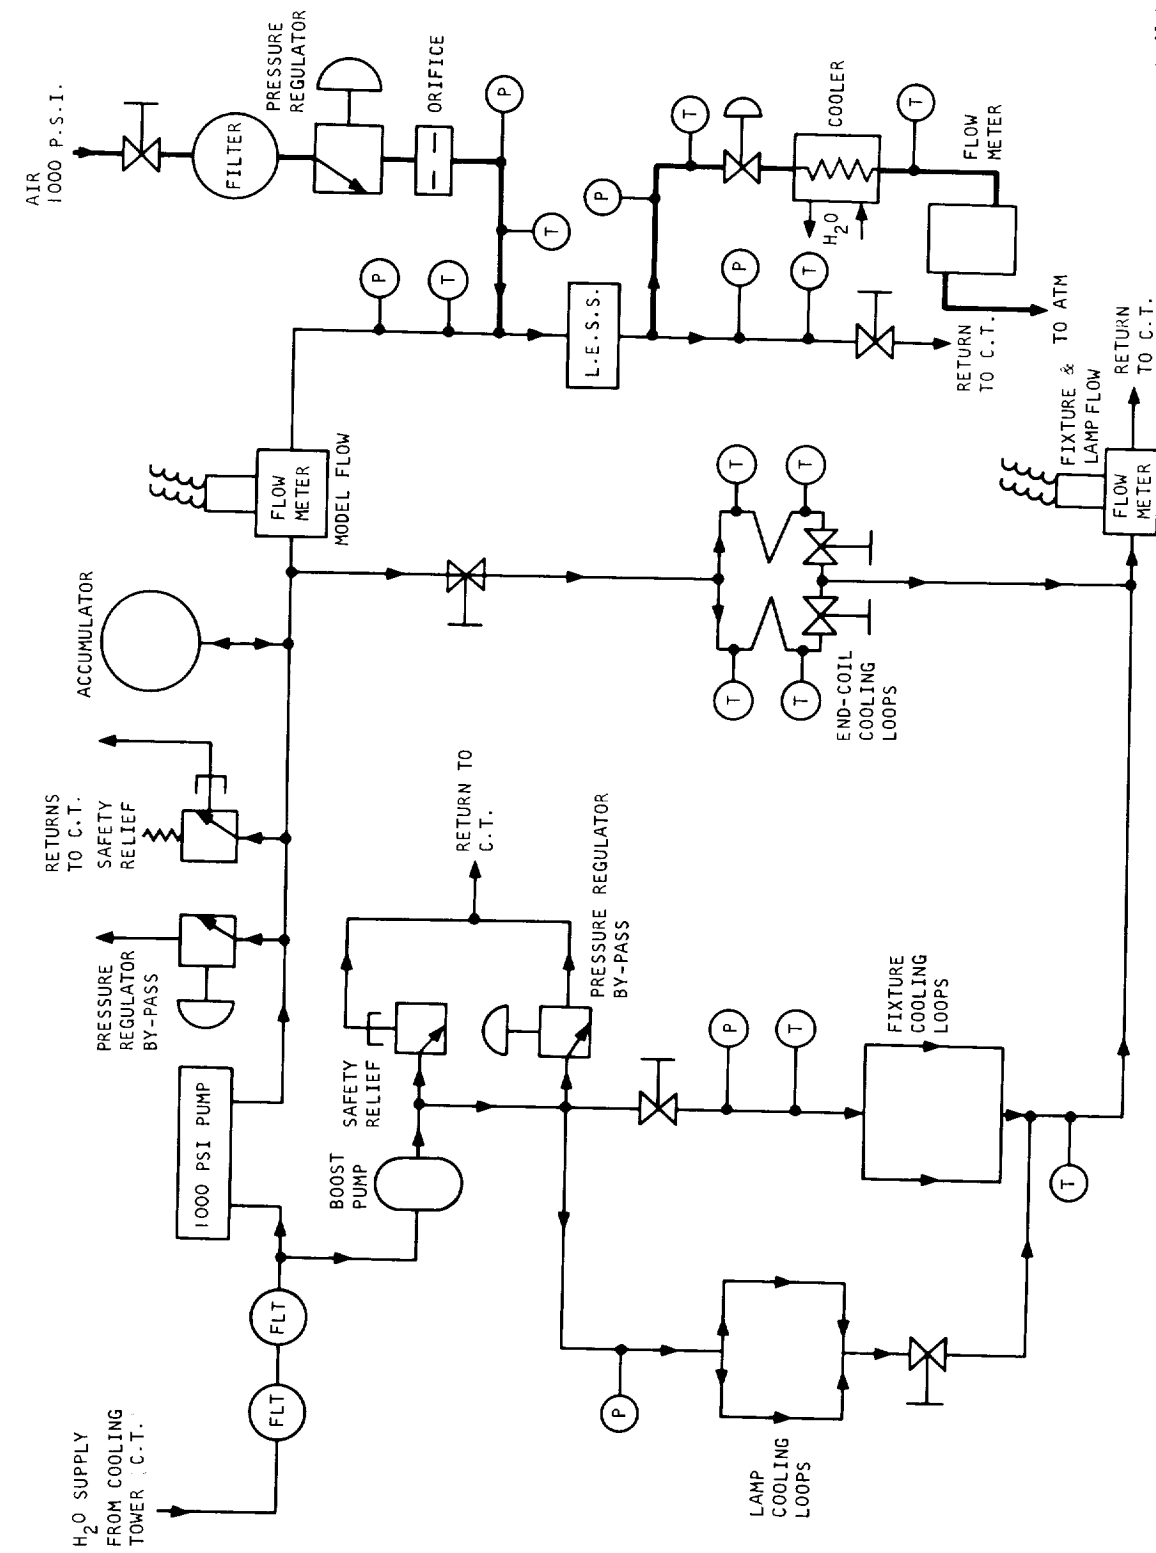 H2O SUPPLY
FROM COOLING
TOWER C.T.
FLT
FLT
1000 PSI PUMP
PRESSURE
REGULATOR
BY-PASS
RETURNS
TO C.T.
SAFETY
RELIEF
ACCUMULATOR
FLOW
METER
MODEL FLOW
AIR
1000 P.S.I.
FILTER
PRESSURE
REGULATOR
ORIFICE
P
T
P
T
L.E.S.S.
P
T
COOLER
H2O
T
FLOW
METER
TO ATM
P
T
RETURN
TO C.T.
BOOST
PUMP
SAFETY
RELIEF
RETURN TO
C.T.
PRESSURE REGULATOR
BY-PASS
P
T
FIXTURE
COOLING
LOOPS
T
P
LAMP
COOLING
LOOPS
T
T
T
T
END-COIL
COOLING
LOOPS
FIXTURE &
LAMP FLOW
FLOW
METER
RETURN
TO C.T.